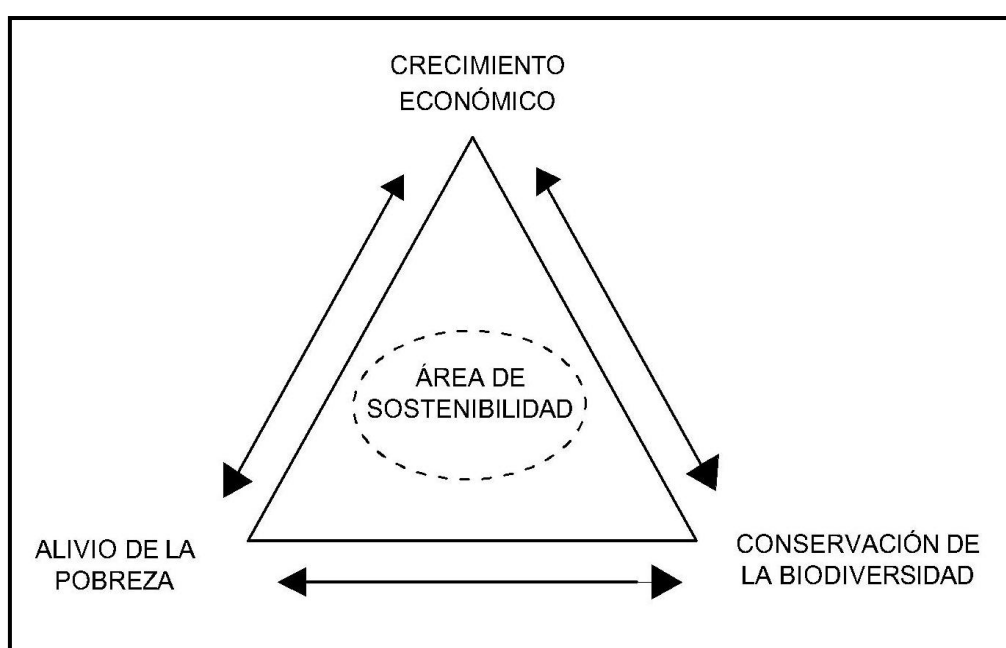 CRECIMIENTO
ECONÓMICO
ÁREA DE
SOSTENIBILIDAD
ALIVIO DE LA
POBREZA
CONSERVACIÓN DE
LA BIODIVERSIDAD